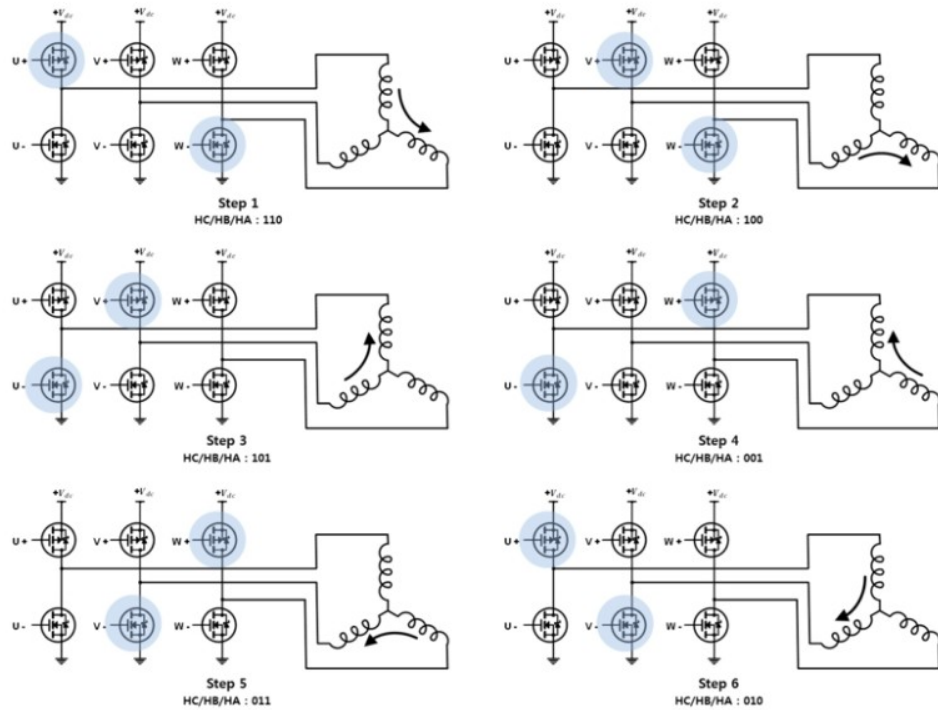 +Vdc +Vdc +Vdc
U + V + W +
U - V - W -
Step 1
HC/HB/HA : 110
+Vdc +Vdc +Vdc
U + V + W +
U - V - W -
Step 2
HC/HB/HA : 100
+Vdc +Vdc +Vdc
U + V + W +
U - V - W -
Step 3
HC/HB/HA : 101
+Vdc +Vdc +Vdc
U + V + W +
U - V - W -
Step 4
HC/HB/HA : 001
+Vdc +Vdc +Vdc
U + V + W +
U - V - W -
Step 5
HC/HB/HA : 011
+Vdc +Vdc +Vdc
U + V + W +
U - V - W -
Step 6
HC/HB/HA : 010